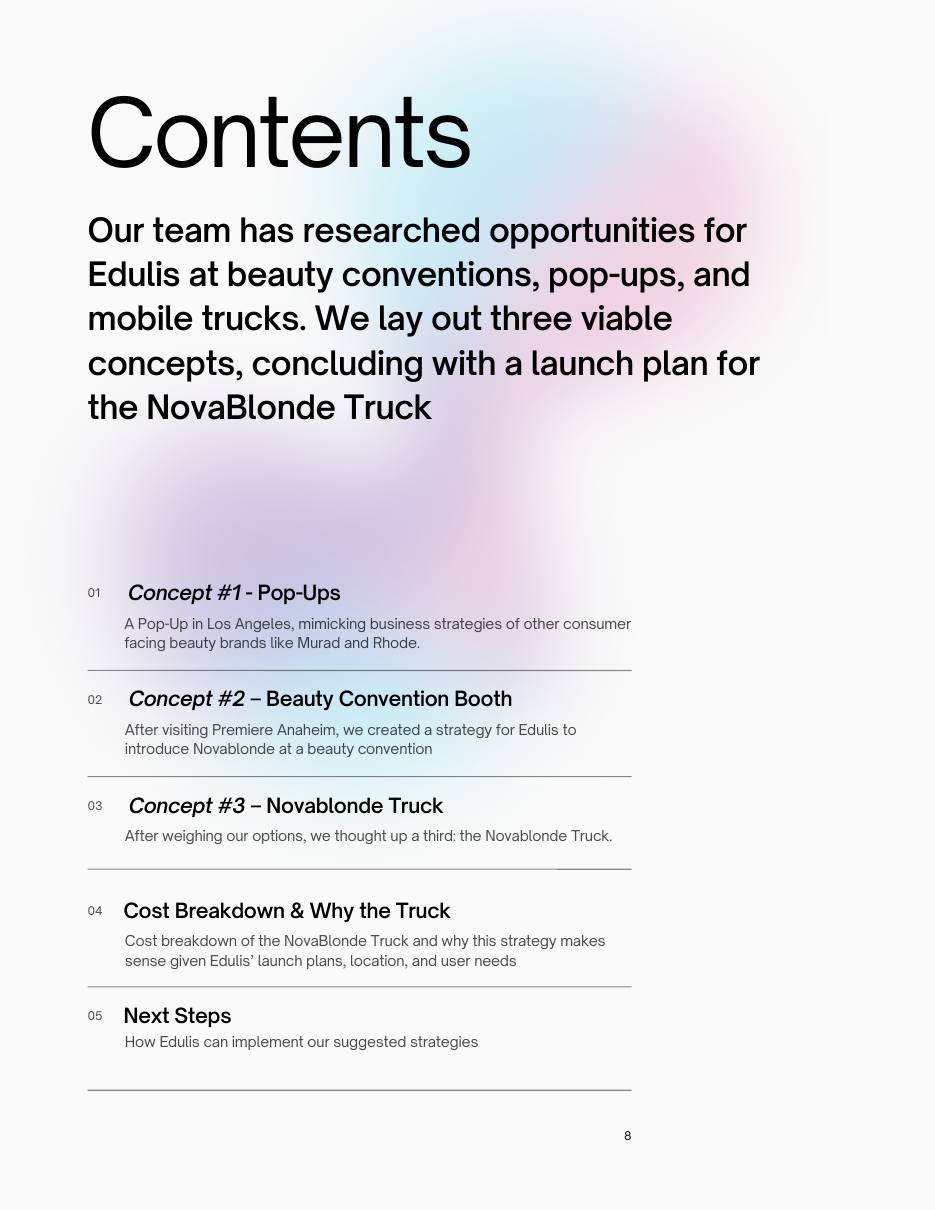 Contents
Our team has researched opportunities for
Edulis at beauty conventions, pop-ups, and
mobile trucks. We lay out three viable
concepts, concluding with a launch plan for
the NovaBlonde Truck
01 Concept #1 - Pop-Ups
A Pop-Up in Los Angeles, mimicking business strategies of other consumer
facing beauty brands like Murad and Rhode.
02 Concept #2 – Beauty Convention Booth
After visiting Premiere Anaheim, we created a strategy for Edulis to
introduce Novablonde at a beauty convention
03 Concept #3 – Novablonde Truck
After weighing our options, we thought up a third: the Novablonde Truck.
04 Cost Breakdown & Why the Truck
Cost breakdown of the NovaBlonde Truck and why this strategy makes
sense given Edulis’ launch plans, location, and user needs
05 Next Steps
How Edulis can implement our suggested strategies
8